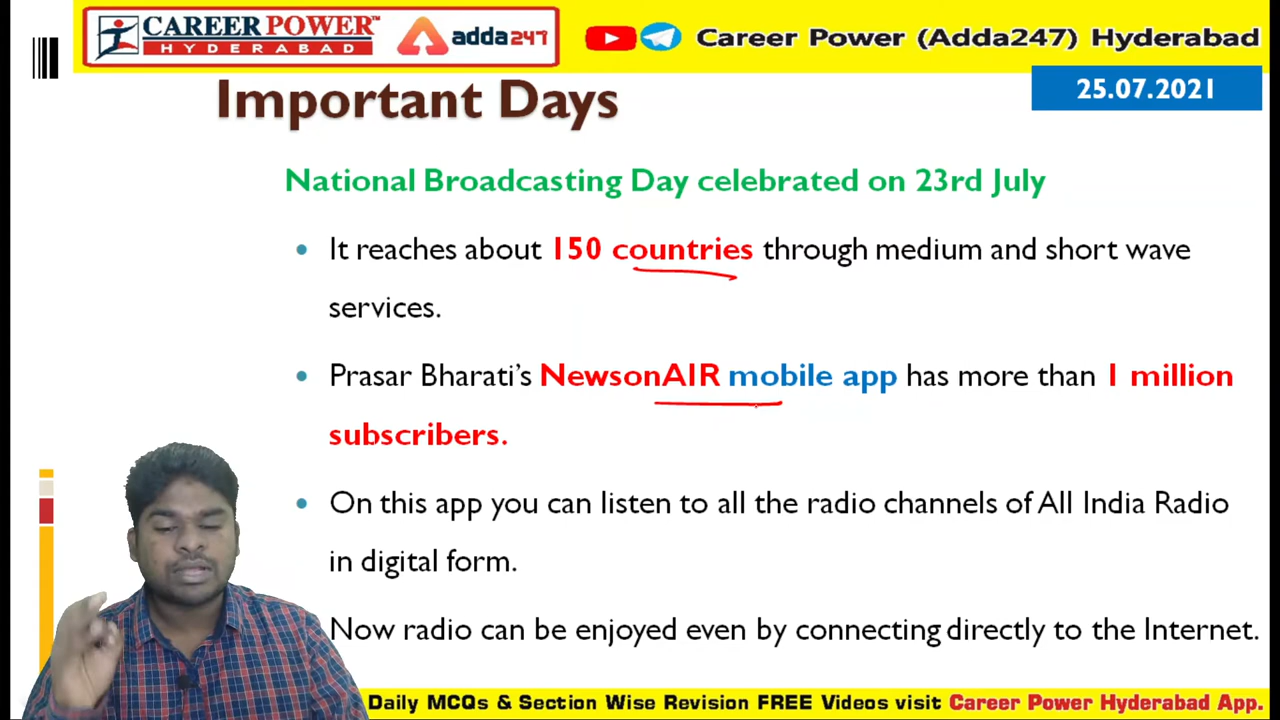 CAREER POWER™
HYDERABAD
adda247
Career Power (Adda247) Hyderabad
Important Days
25.07.2021
National Broadcasting Day celebrated on 23rd July
• It reaches about 150 countries through medium and short wave
services.
• Prasar Bharati's NewsonAIR mobile app has more than 1 million
subscribers.
• On this app you can listen to all the radio channels of All India Radio
in digital form.
Now radio can be enjoyed even by connecting directly to the Internet.
Daily MCQs & Section Wise Revision FREE Videos visit Career Power Hyderabad App.